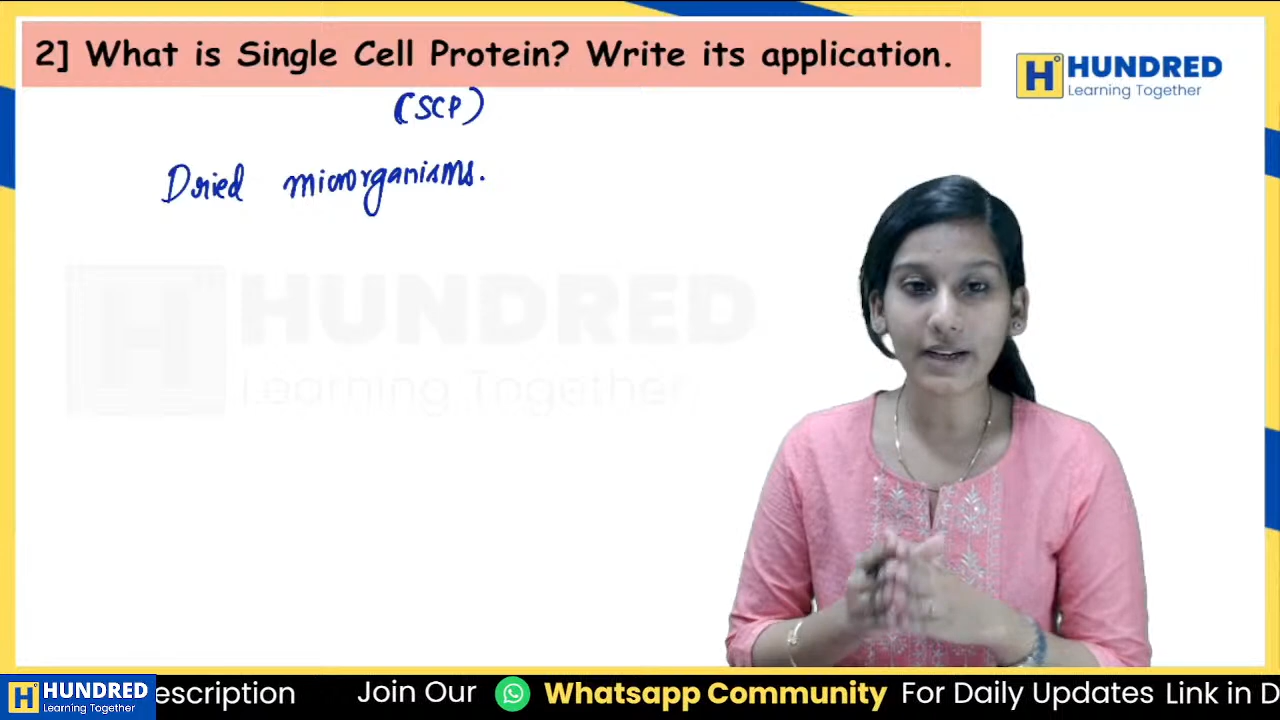 2] What is Single Cell Protein? Write its application.
HUNDRED
Learning Together
(SCP)
Dried microrganisms.
HUNDRED
Learning Together
HUNDRED
Learning Together
escription Join Our Whatsapp Community For Daily Updates Link in D